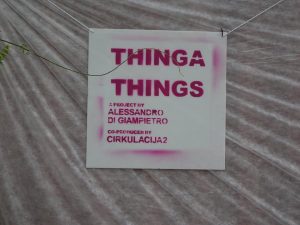 THINGA
THINGS
A PROJECT BY
ALESSANDRO
DI GIAMPIETRO
CO-PRODUCED BY
CIRKULACIJA2